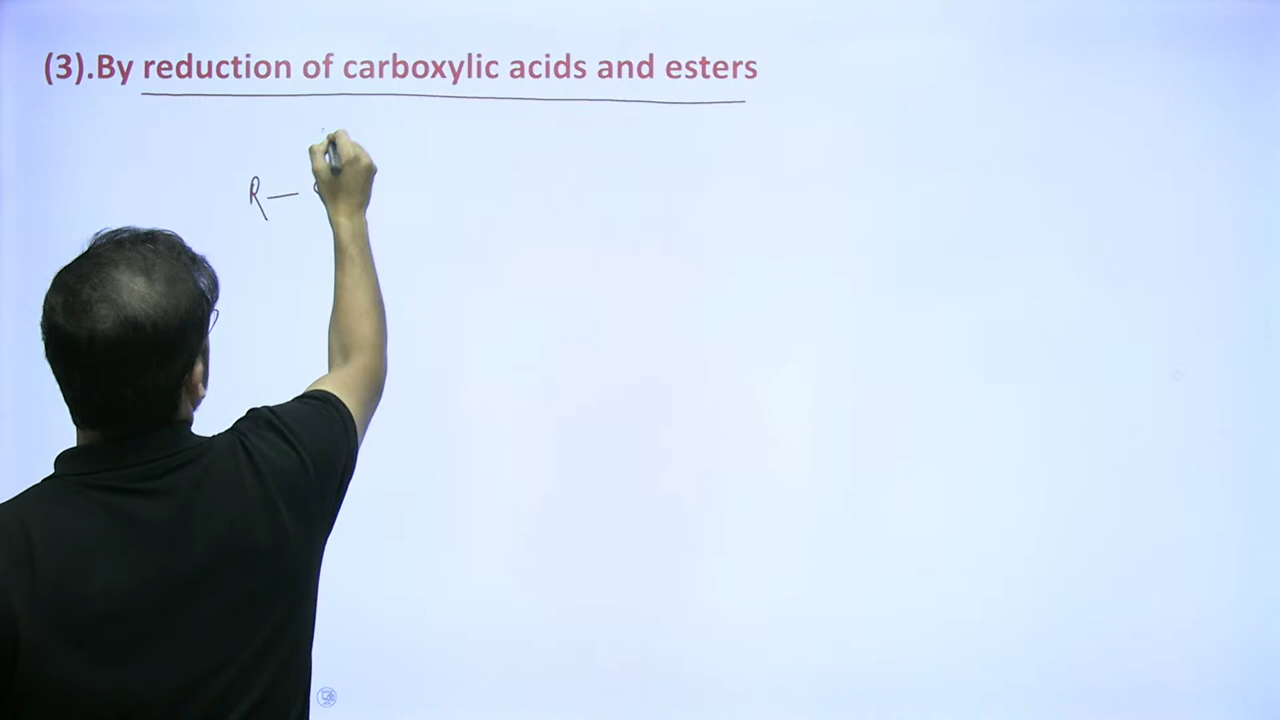 (3).By reduction of carboxylic acids and esters
R—